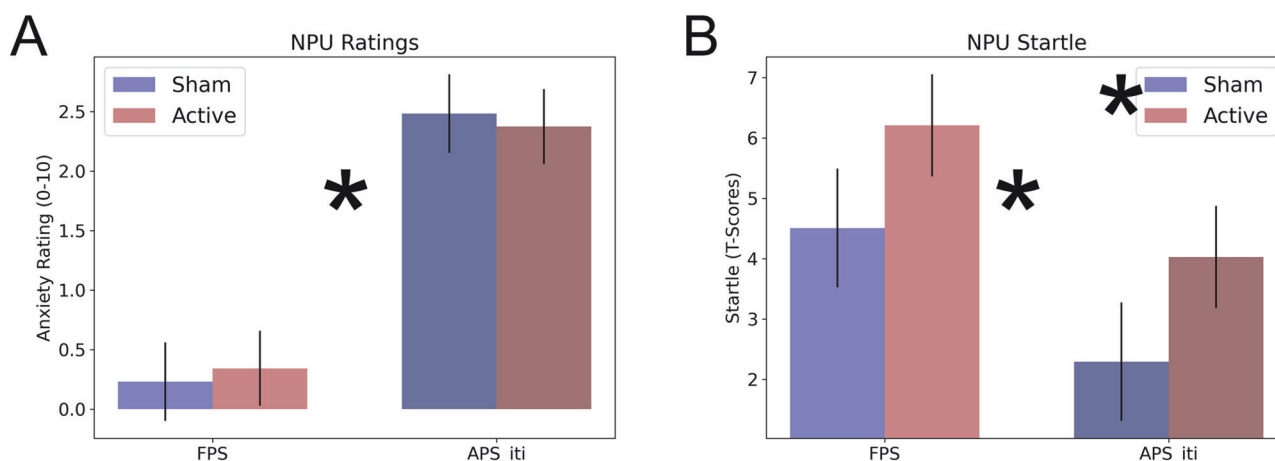 A
NPU Ratings
Sham
Active
2.5
2.0
1.5
1.0
0.5
0.0
Anxiety Rating (0-10)
*
FPS
APS iti
B
NPU Startle
Sham
Active
7
6
5
4
3
2
Startle (T-Scores)
*
*
FPS
APS iti